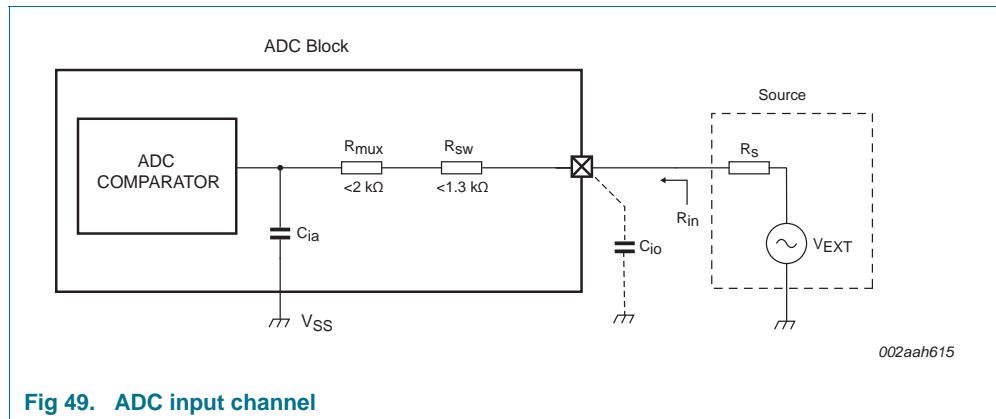 ADC Block
Source
ADC
COMPARATOR
Rmux
<2 kΩ
Rsw
<1.3 kΩ
Cia
VSS
Cio
Rin
RS
VEXT
002aah615
Fig 49. ADC input channel